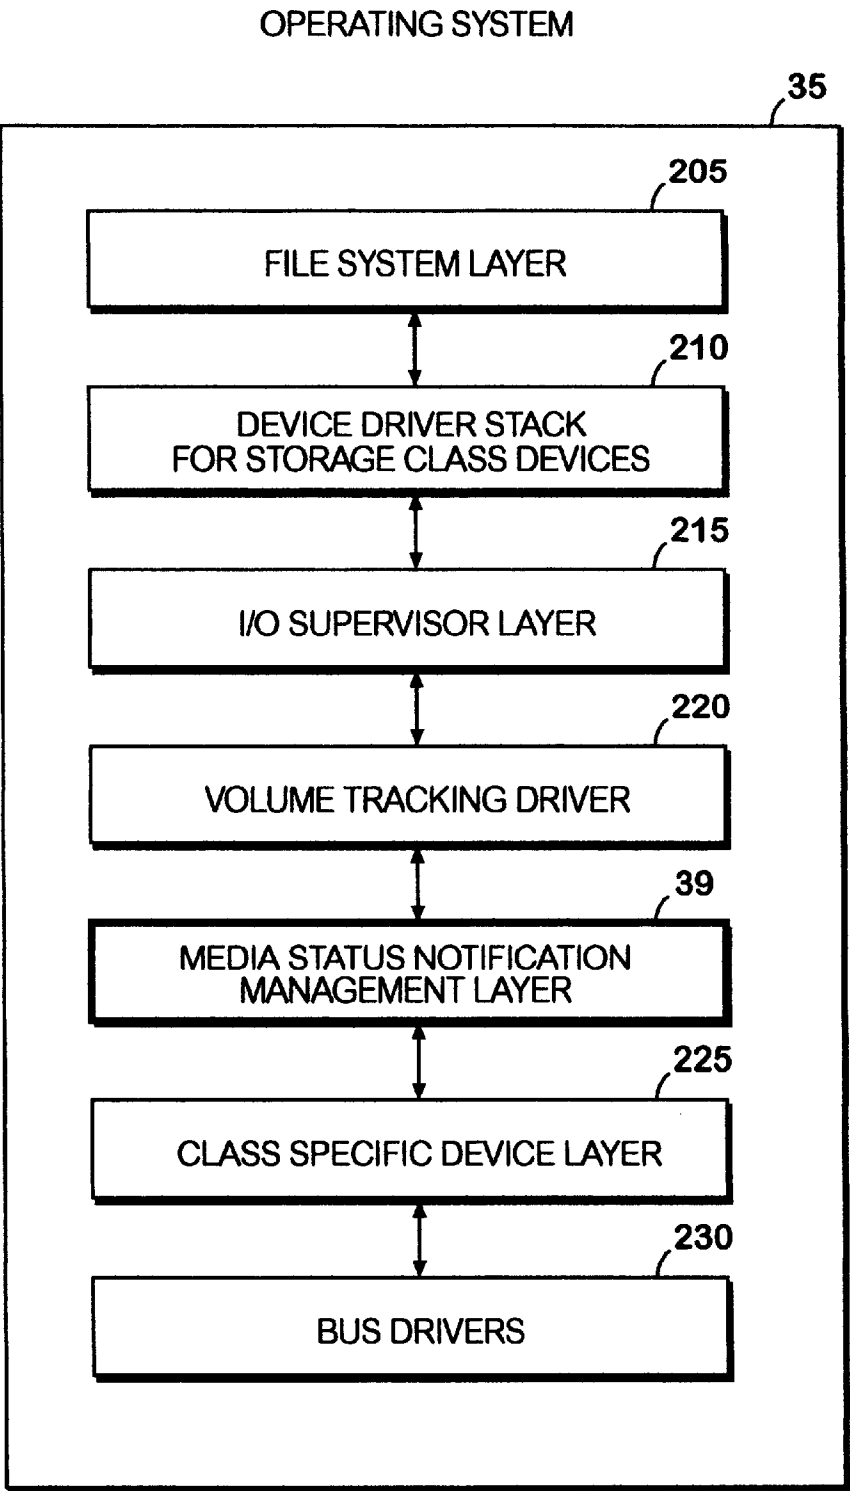 OPERATING SYSTEM
35
205
FILE SYSTEM LAYER
210
DEVICE DRIVER STACK
FOR STORAGE CLASS DEVICES
215
I/O SUPERVISOR LAYER
220
VOLUME TRACKING DRIVER
39
MEDIA STATUS NOTIFICATION
MANAGEMENT LAYER
225
CLASS SPECIFIC DEVICE LAYER
230
BUS DRIVERS